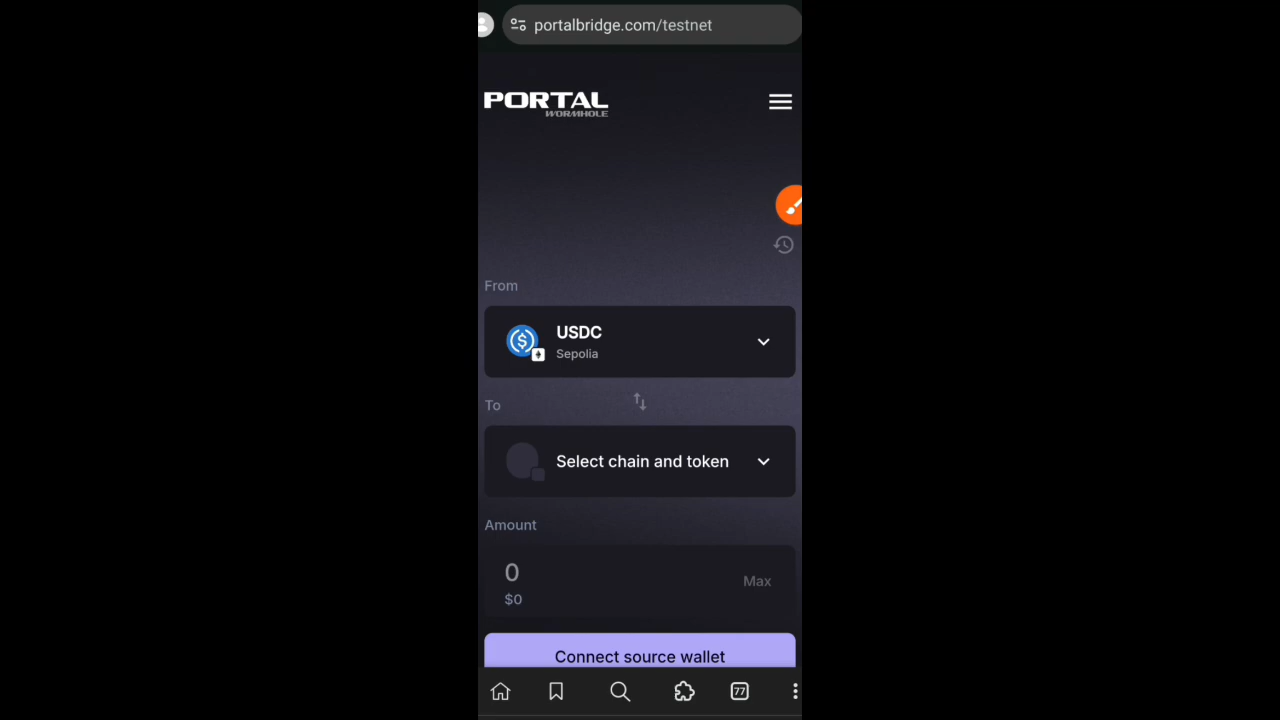 portalbridge.com/testnet
PORTAL
WORMHOLE
From
USDC
Sepolia
To
Select chain and token
Amount
0
Max
$0
Connect source wallet
77